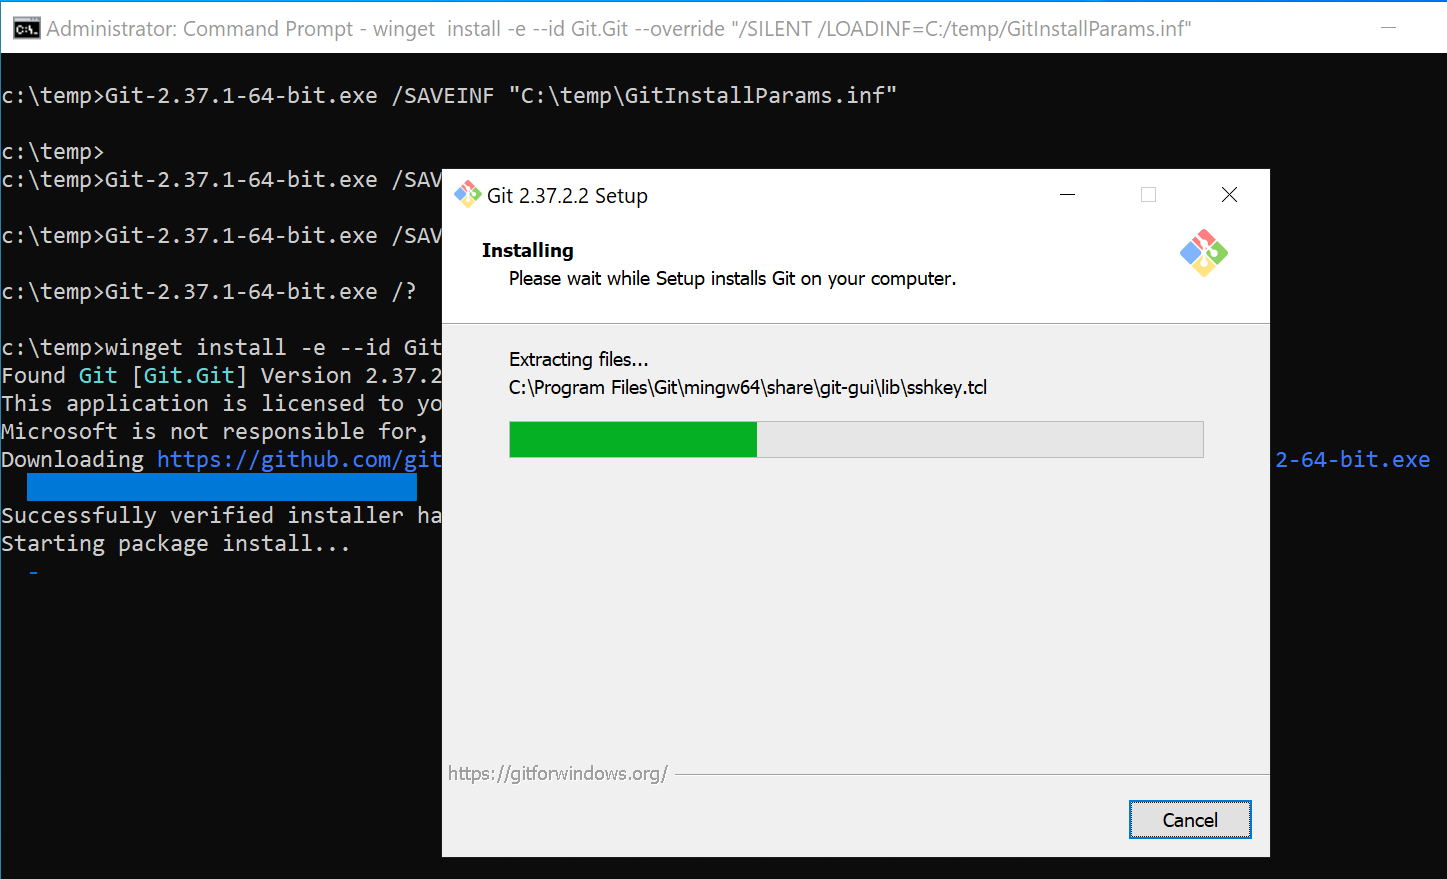 Administrator: Command Prompt - winget  install -e --id Git.Git --override "/SILENT /LOADINF=C:/temp/GitInstallParams.inf"
c:\temp>Git-2.37.1-64-bit.exe /SAVEINF "C:\temp\GitInstallParams.inf"
c:\temp>
c:\temp>Git-2.37.1-64-bit.exe /SAV
c:\temp>Git-2.37.1-64-bit.exe /SAV
c:\temp>Git-2.37.1-64-bit.exe /?
c:\temp>winget install -e --id Git
Found Git [Git.Git] Version 2.37.2
This application is licensed to yo
Microsoft is not responsible for,
Downloading https://github.com/git
2-64-bit.exe
Successfully verified installer ha
Starting package install...
-
Git 2.37.2.2 Setup
Installing
Please wait while Setup installs Git on your computer.
Extracting files...
C:\Program Files\Git\mingw64\share\git-gui\lib\sshkey.tcl
https://gitforwindows.org/
Cancel